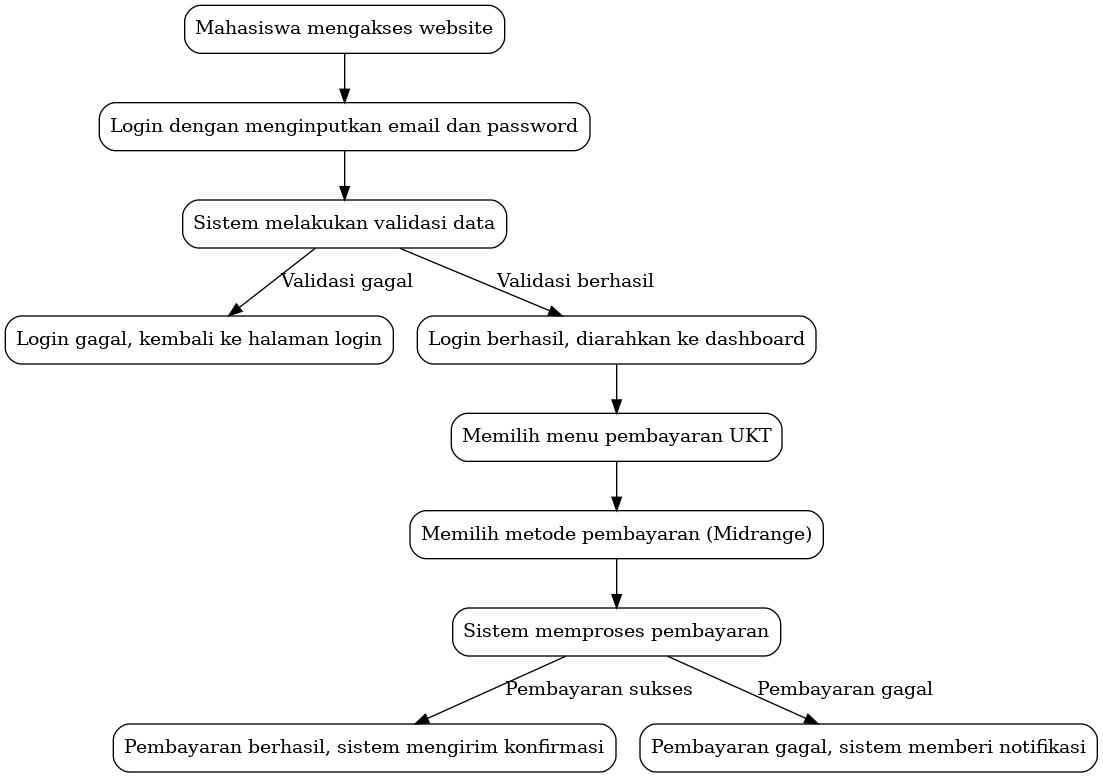 Mahasiswa mengakses website
Login dengan menginputkan email dan password
Sistem melakukan validasi data
Validasi gagal
Validasi berhasil
Login gagal, kembali ke halaman login
Login berhasil, diarahkan ke dashboard
Memilih menu pembayaran UKT
Memilih metode pembayaran (Midrange)
Sistem memproses pembayaran
Pembayaran sukses
Pembayaran gagal
Pembayaran berhasil, sistem mengirim konfirmasi
Pembayaran gagal, sistem memberi notifikasi